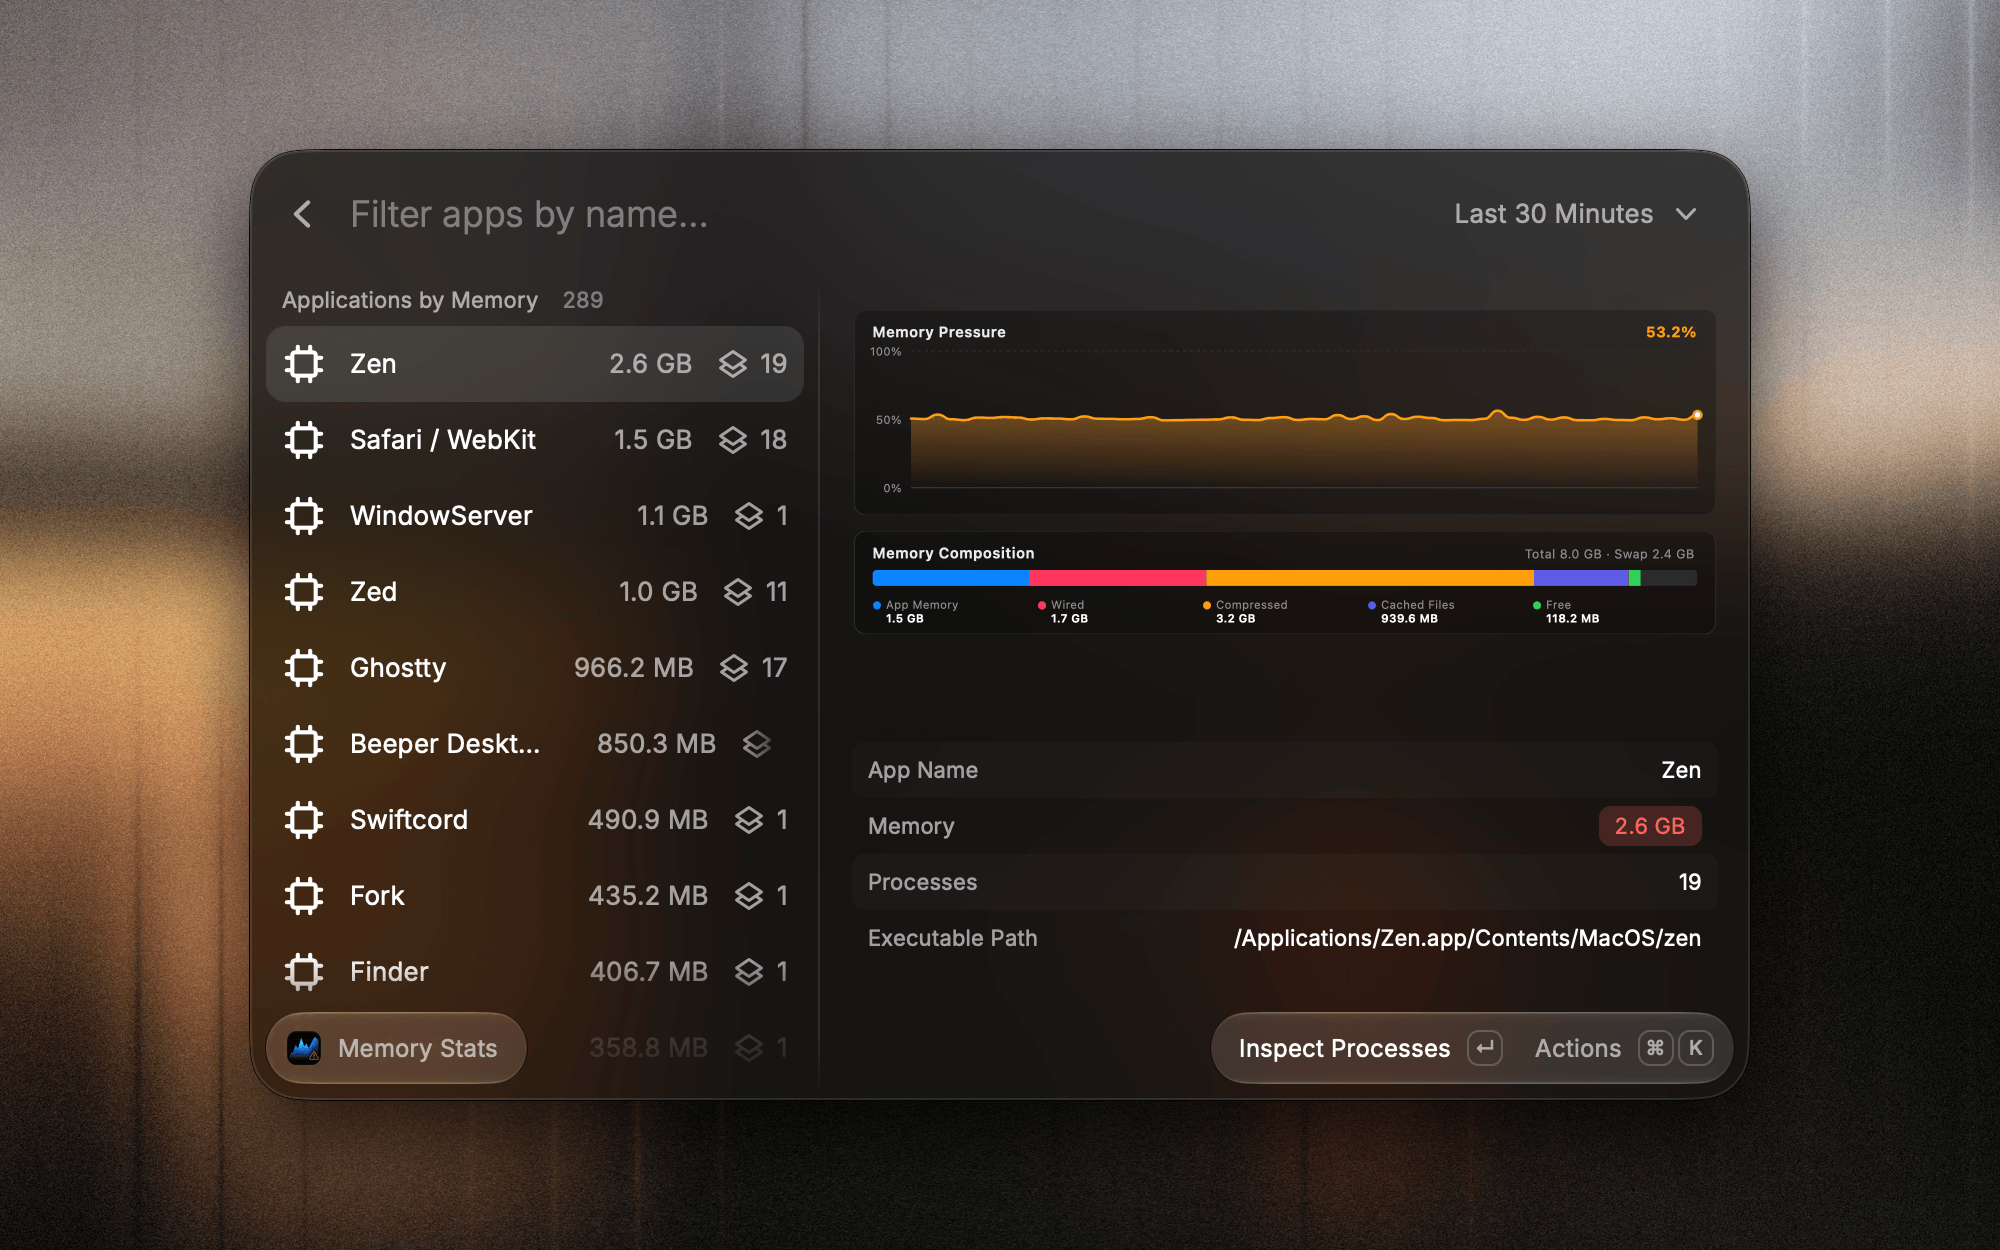 Filter apps by name...
Last 30 Minutes
Applications by Memory 289
Zen 2.6 GB 19
Safari / WebKit 1.5 GB 18
WindowServer 1.1 GB 1
Zed 1.0 GB 11
Ghostty 966.2 MB 17
Beeper Deskt... 850.3 MB
Swiftcord 490.9 MB 1
Fork 435.2 MB 1
Finder 406.7 MB 1
358.8 MB 1
Memory Stats
Memory Pressure 53.2%
100%
50%
0%
Memory Composition Total 8.0 GB · Swap 2.4 GB
App Memory Wired Compressed Cached Files Free
1.5 GB 1.7 GB 3.2 GB 939.6 MB 118.2 MB
App Name Zen
Memory 2.6 GB
Processes 19
Executable Path /Applications/Zen.app/Contents/MacOS/zen
Inspect Processes ↵ Actions ⌘ K